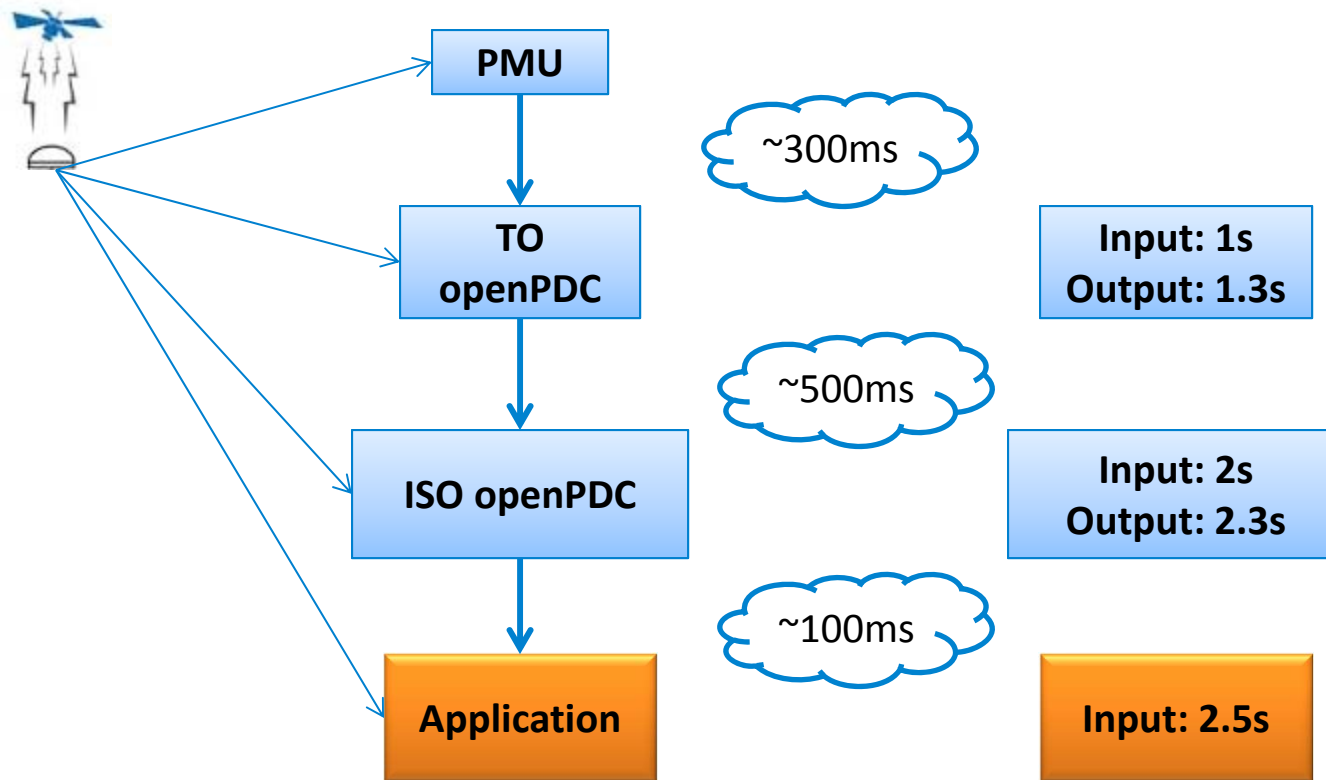 PMU
~300ms
TO
openPDC
Input: 1s
Output: 1.3s
~500ms
ISO openPDC
Input: 2s
Output: 2.3s
~100ms
Application
Input: 2.5s